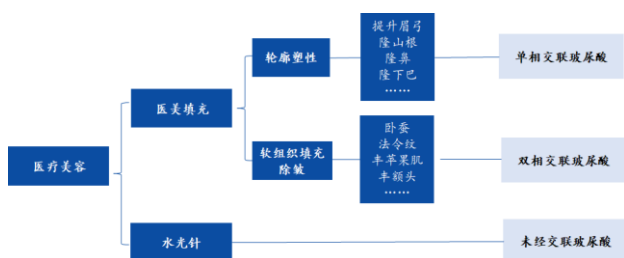 医疗美容
医美填充
轮廓塑性
提升眉弓
隆山根
隆鼻
隆下巴
……
单相交联玻尿酸
软组织填充
除皱
卧蚕
法令纹
丰苹果肌
丰额头
……
双相交联玻尿酸
水光针
未经交联玻尿酸